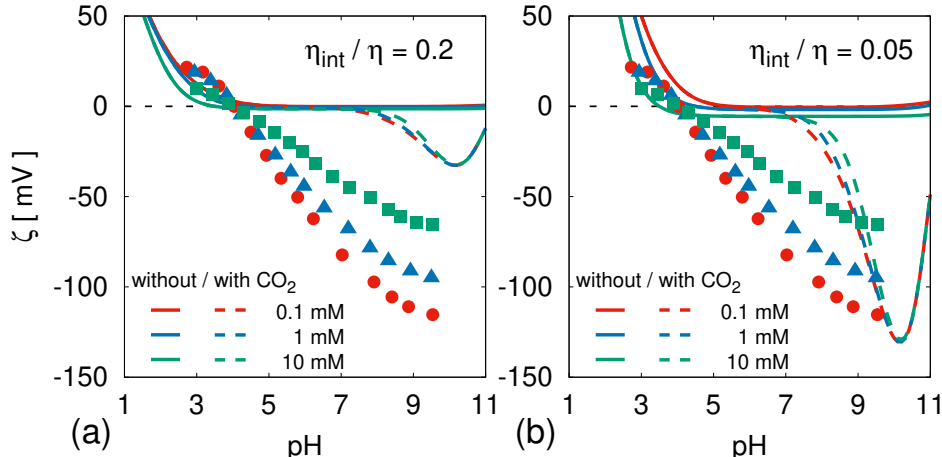 50
0
-50
-100
-150
ζ [ mV ]
η_int / η = 0.2
without / with CO₂
0.1 mM
1 mM
10 mM
1 3 5 7 9 11
(a)
pH
50
0
-50
-100
-150
η_int / η = 0.05
without / with CO₂
0.1 mM
1 mM
10 mM
1 3 5 7 9 11
(b)
pH